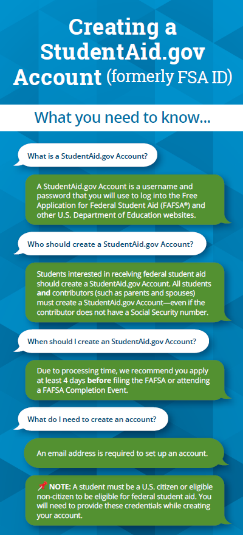 Creating a
StudentAid.gov
Account (formerly FSA ID)
What you need to know...
What is a StudentAid.gov Account?
A StudentAid.gov Account is a username and
password that you will use to log into the Free
Application for Federal Student Aid (FAFSA®) and
other U.S. Department of Education websites.
Who should create a StudentAid.gov Account?
Students interested in receiving federal student aid
should create a StudentAid.gov Account. All students
and contributors (such as parents and spouses)
must create a StudentAid.gov Account—even if the
contributor does not have a Social Security number.
When should I create an StudentAid.gov Account?
Due to processing time, we recommend you apply
at least 4 days before filing the FAFSA or attending
a FAFSA Completion Event.
What do I need to create an account?
An email address is required to set up an account.
NOTE: A student must be a U.S. citizen or eligible
non-citizen to be eligible for federal student aid. You
will need to provide these credentials while creating
your account.